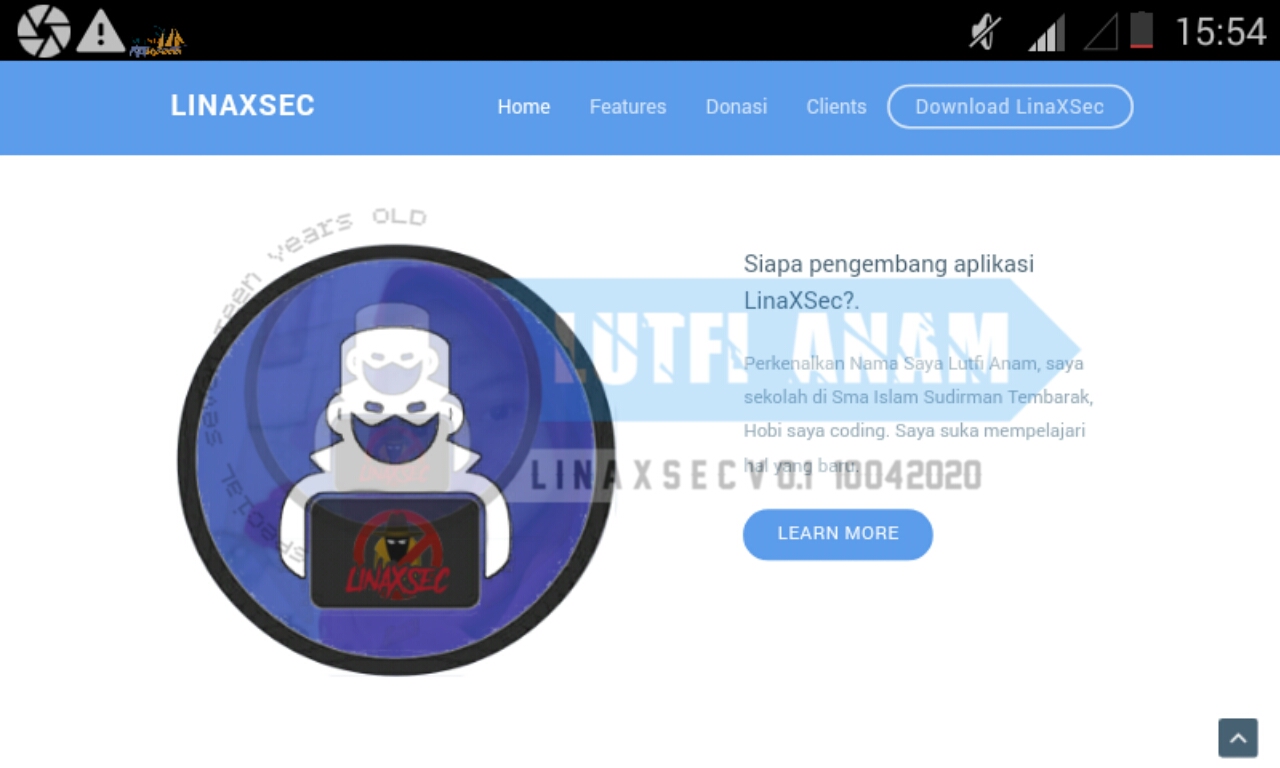 15:54
LINAXSEC
Home Features Donasi Clients Download LinaXSec
special seventeen years OLD
LINAXSEC
Siapa pengembang aplikasi
LinaXSec?.
LUTFI ANAM
Perkenalkan Nama Saya Lutfi Anam, saya
sekolah di Sma Islam Sudirman Tembarak,
Hobi saya coding. Saya suka mempelajari
hal yang baru.
LINAXSEC V 0.1 10042020
LEARN MORE